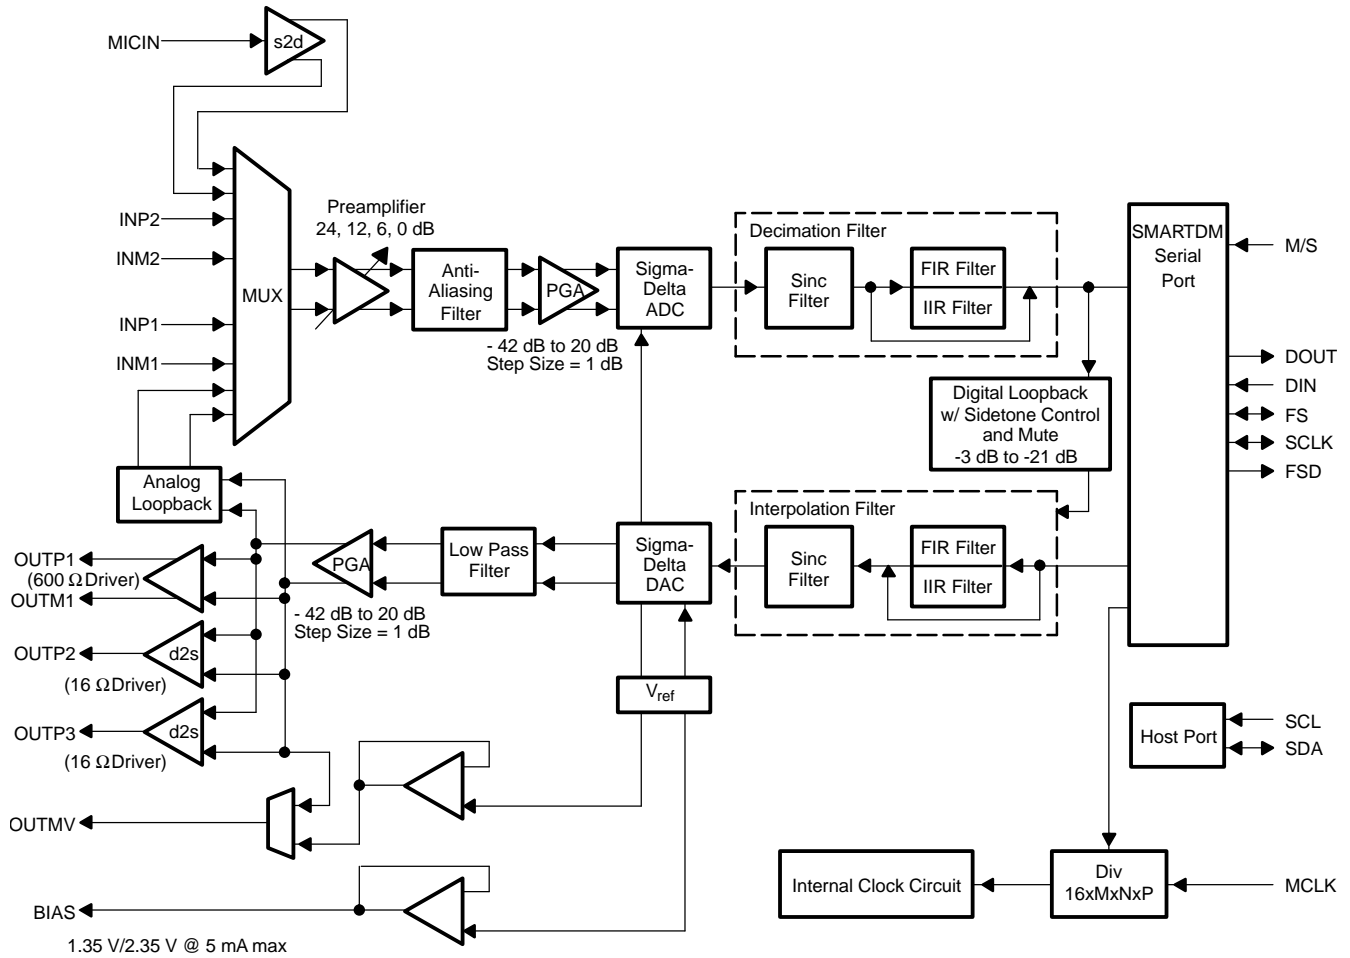 MICIN
s2d
INP2
INM2
INP1
INM1
MUX
Preamplifier
24, 12, 6, 0 dB
Anti-
Aliasing
Filter
PGA
- 42 dB to 20 dB
Step Size = 1 dB
Sigma-
Delta
ADC
Decimation Filter
Sinc
Filter
FIR Filter
IIR Filter
SMARTDM
Serial
Port
M/S
DOUT
DIN
FS
SCLK
FSD
Digital Loopback
w/ Sidetone Control
and Mute
-3 dB to -21 dB
Analog
Loopback
OUTP1
(600 Ω Driver)
OUTM1
PGA
- 42 dB to 20 dB
Step Size = 1 dB
Low Pass
Filter
Sigma-
Delta
DAC
Interpolation Filter
Sinc
Filter
FIR Filter
IIR Filter
OUTP2
d2s
(16 Ω Driver)
OUTP3
d2s
(16 Ω Driver)
Vref
Host Port
SCL
SDA
OUTMV
BIAS
1.35 V/2.35 V @ 5 mA max
Internal Clock Circuit
Div
16xMxNxP
MCLK